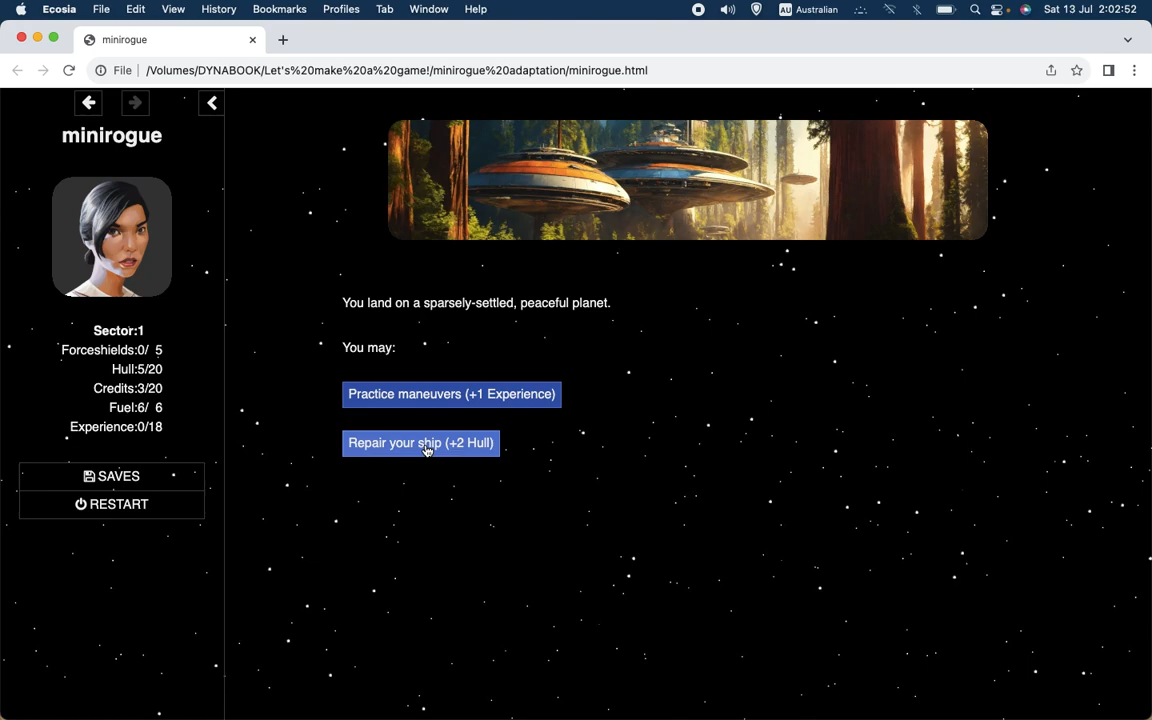 Ecosia File Edit View History Bookmarks Profiles Tab Window Help AU Australian Sat 13 Jul 2:02:52
minirogue
File /Volumes/DYNABOOK/Let's%20make%20a%20game!/minirogue%20adaptation/minirogue.html
minirogue
Sector:1
Forceshields:0/ 5
Hull:5/20
Credits:3/20
Fuel:6/ 6
Experience:0/18
SAVES
RESTART
You land on a sparsely-settled, peaceful planet.
You may:
Practice maneuvers (+1 Experience)
Repair your ship (+2 Hull)